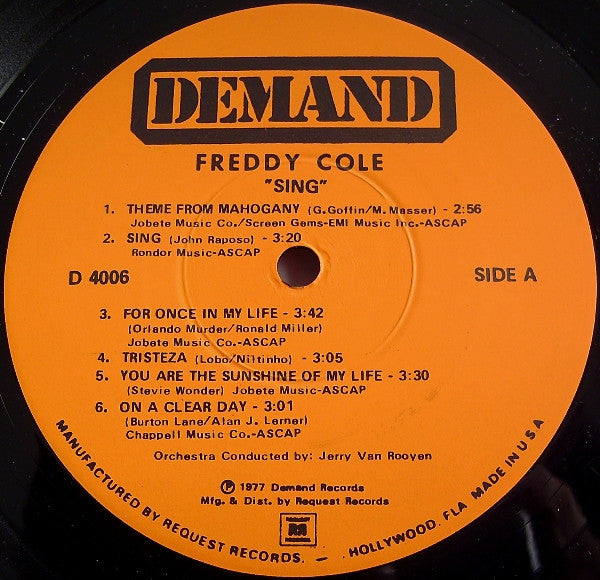 DEMAND
FREDDY COLE
"SING"
1. THEME FROM MAHOGANY (G.Goffin/M. Masser) - 2:56
Jobete Music Co./Screen Gems-EMI Music Inc.-ASCAP
2. SING (John Raposo) - 3:20
Rondor Music-ASCAP
D 4006
SIDE A
3. FOR ONCE IN MY LIFE - 3:42
(Orlando Murder/Ronald Miller)
Jobete Music Co.-ASCAP
4. TRISTEZA (Lobo/Niltinho) - 3:05
5. YOU ARE THE SUNSHINE OF MY LIFE - 3:30
(Stevie Wonder) Jobete Music-ASCAP
6. ON A CLEAR DAY - 3:01
(Burton Lane/Alan J. Lerner)
Chappell Music Co.-ASCAP
Orchestra Conducted by: Jerry Van Rooyen
℗ 1977 Demand Records
Mfg. & Dist. by Request Records
MANUFACTURED BY REQUEST RECORDS. — HOLLYWOOD. FLA MADE IN U.S.A